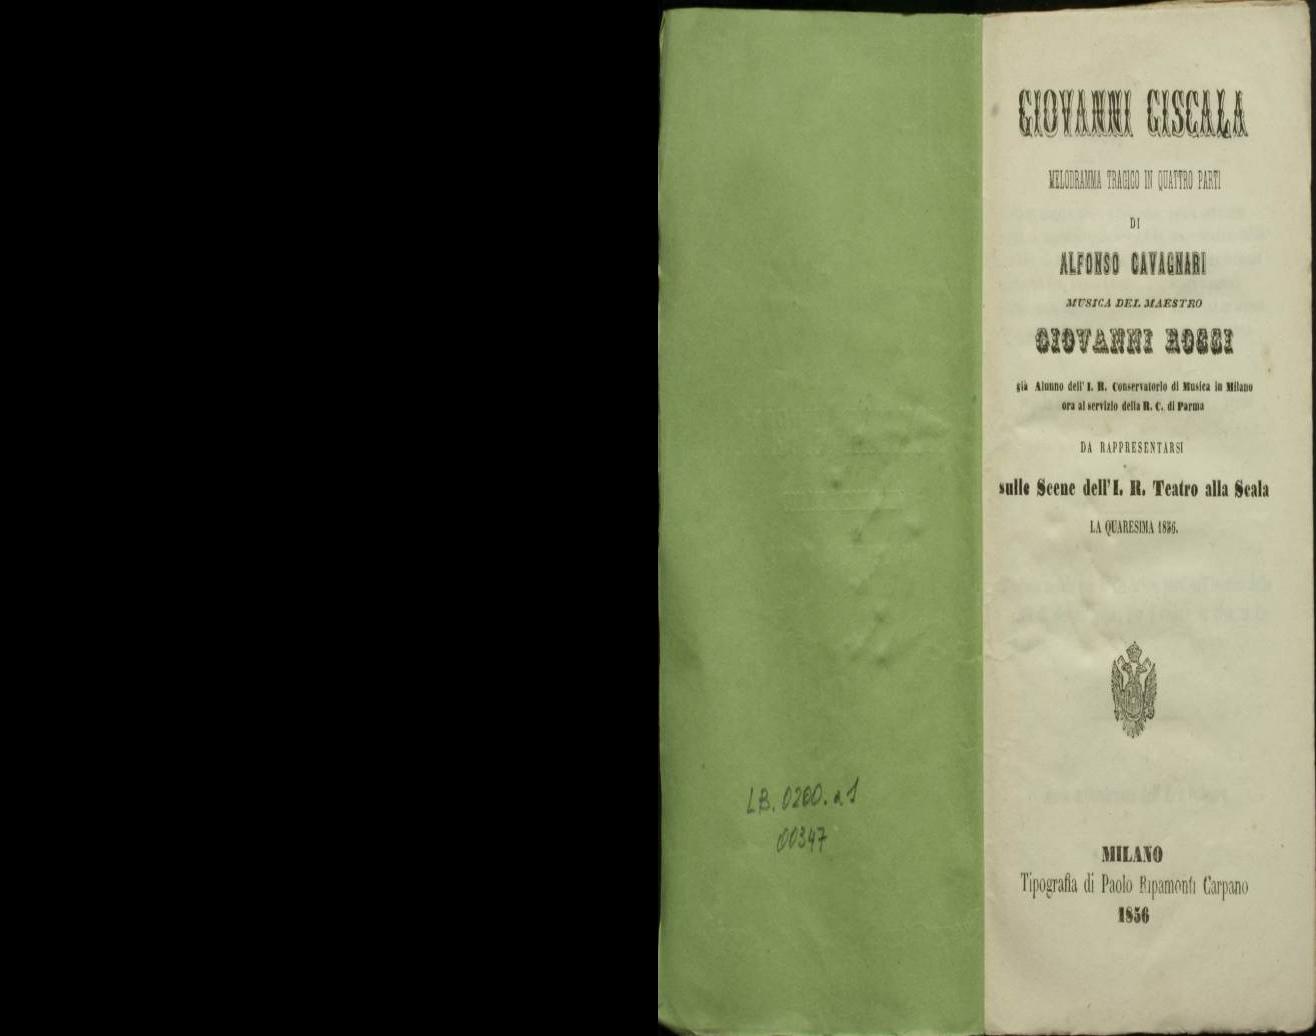 LB. 0260. a 1
00347
GIOVANNI GISCALA
MELODRAMMA TRAGICO IN QUATTRO PARTI
DI
ALFONSO CAVAGNARI
MUSICA DEL MAESTRO
GIOVANNI ROSSI
già Alunno dell' I. R. Conservatorio di Musica in Milano
ora al servizio della R. C. di Parma
DA RAPPRESENTARSI
sulle Scene dell' I. R. Teatro alla Scala
LA QUARESIMA 1856.
MILANO
Tipografia di Paolo Ripamonti Carpano
1856